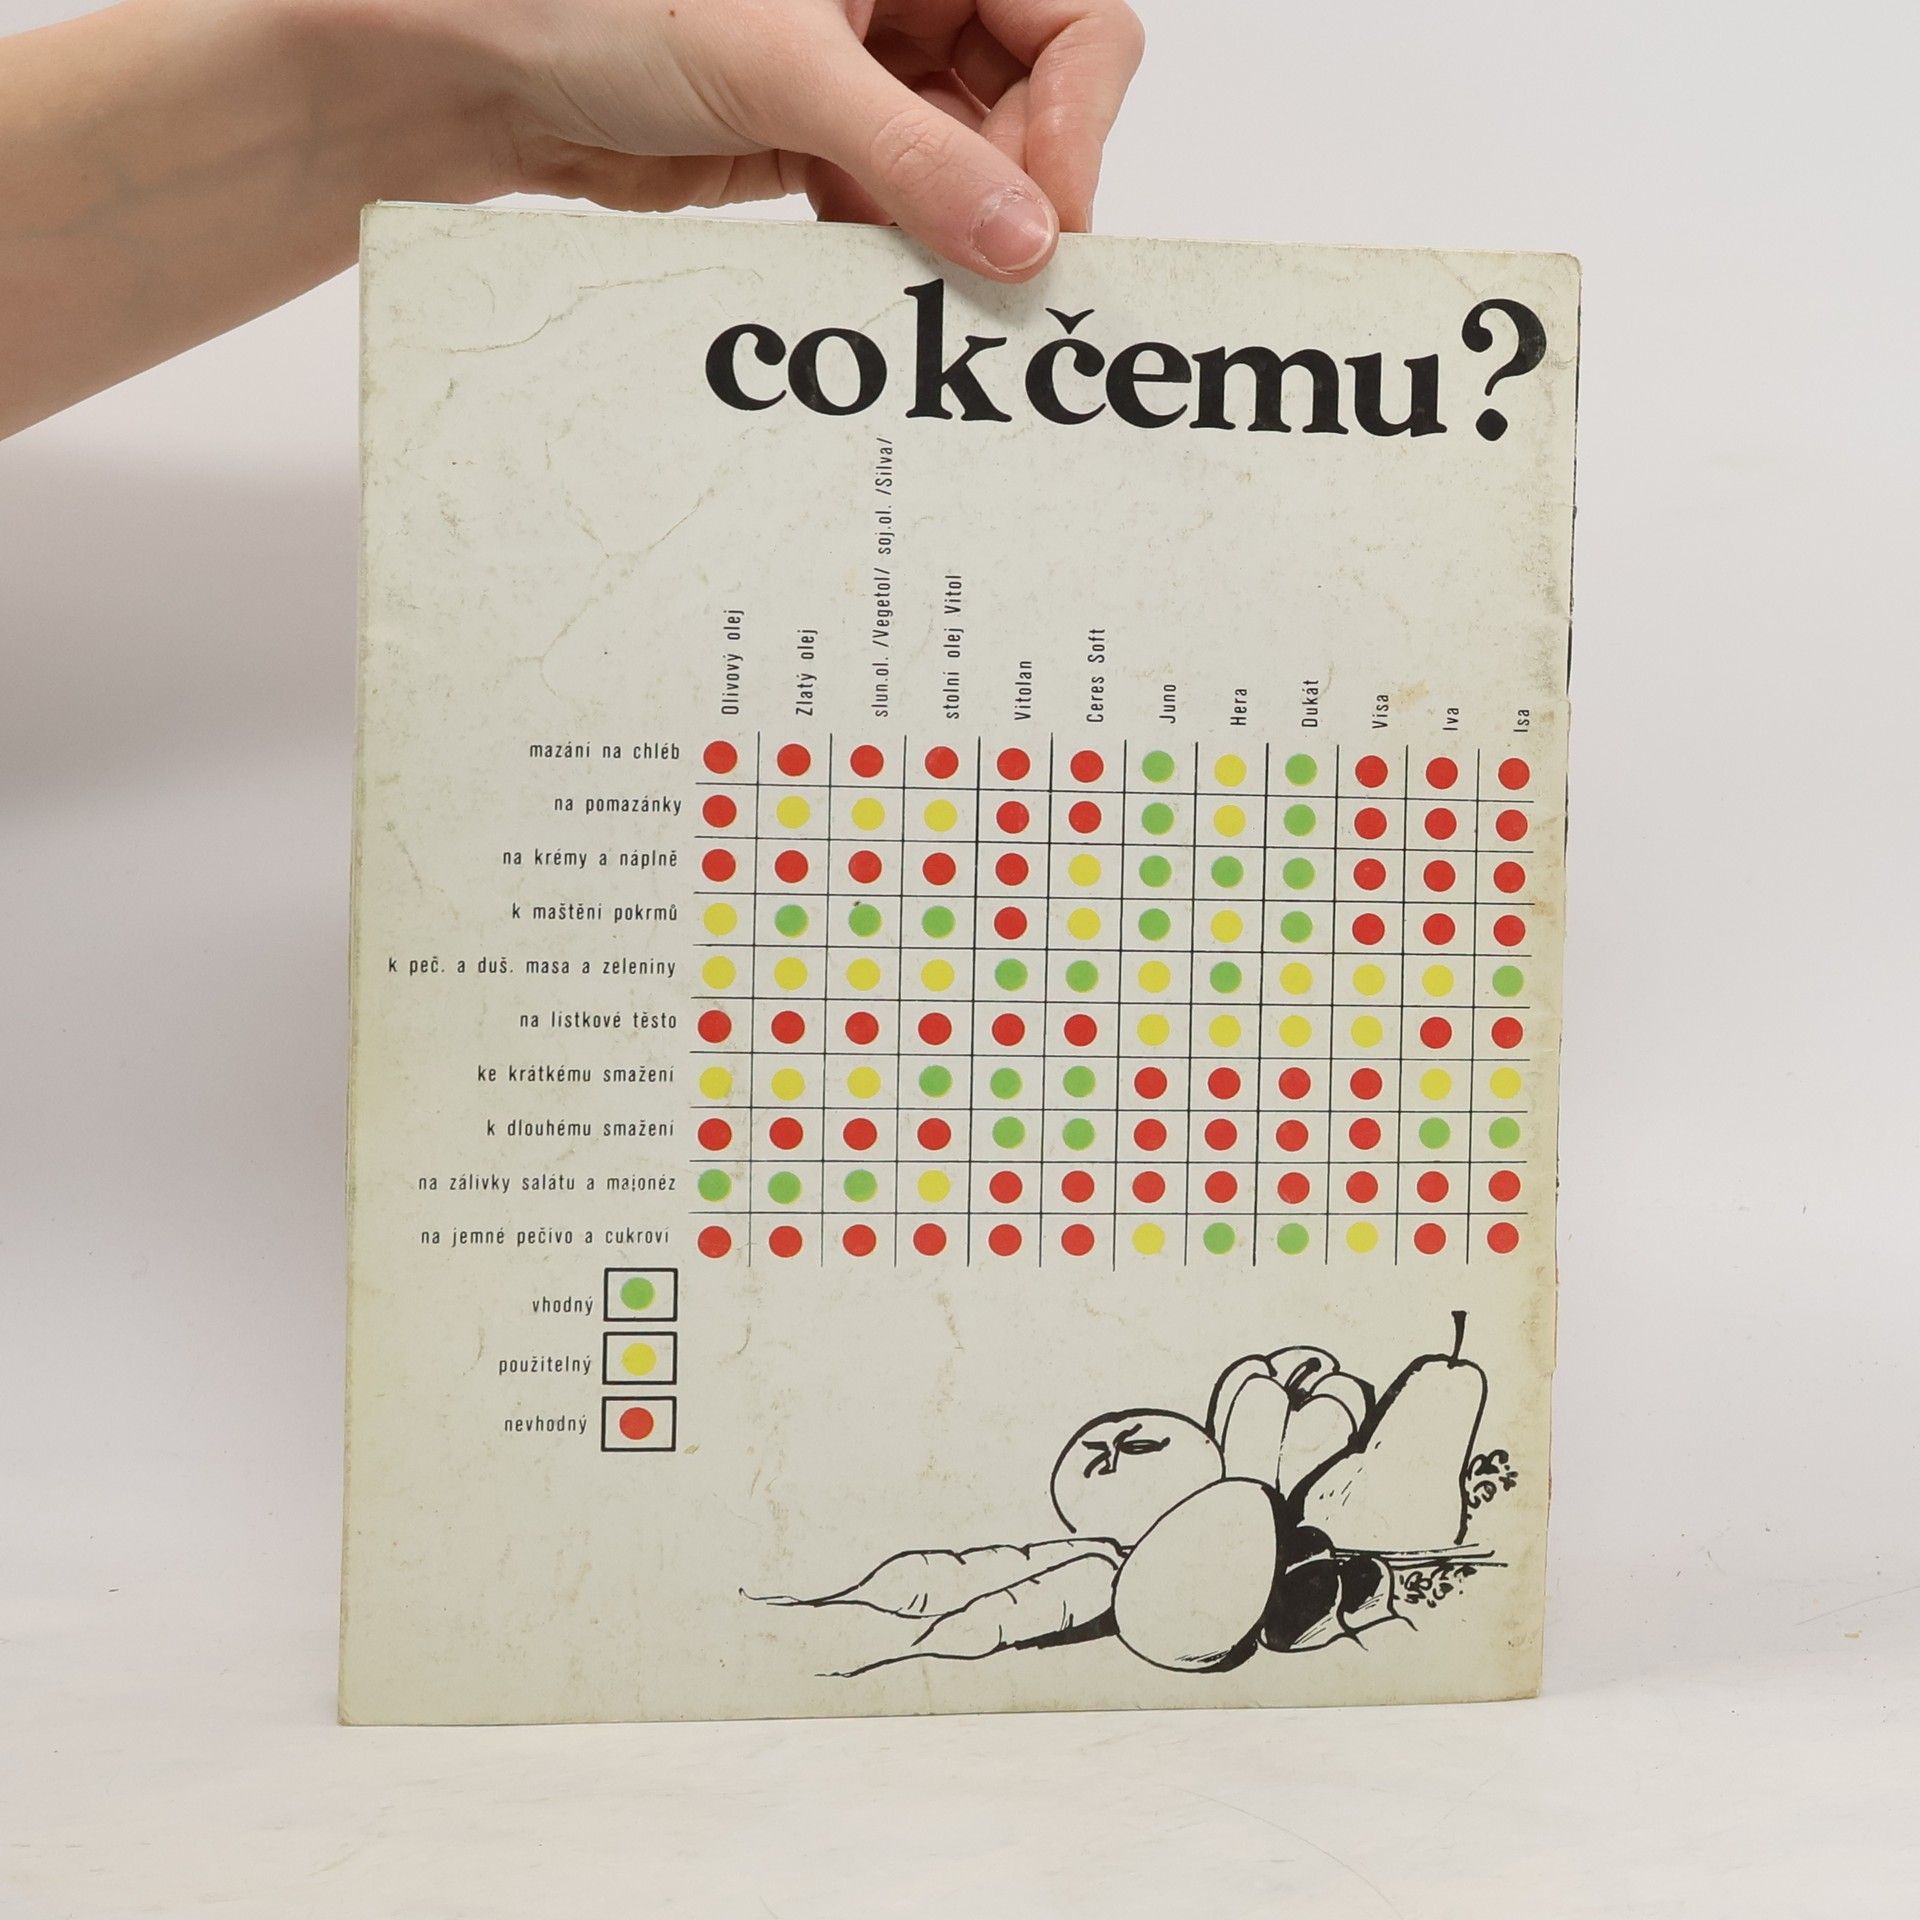 co k čemu?
Olivový olej
Zlatý olej
slun.ol. /Vegetol/ soj.ol. /Silva/
stolní olej Vitol
Vitolan
Ceres Soft
Juno
Hera
Dukát
Visa
Iva
Isa
mazání na chléb
na pomazánky
na krémy a náplně
k maštění pokrmů
k peč. a duš. masa a zeleniny
na listkové těsto
ke krátkému smažení
k dlouhému smažení
na zálivky salátu a majonéz
na jemné pečivo a cukroví
vhodný
použitelný
nevhodný